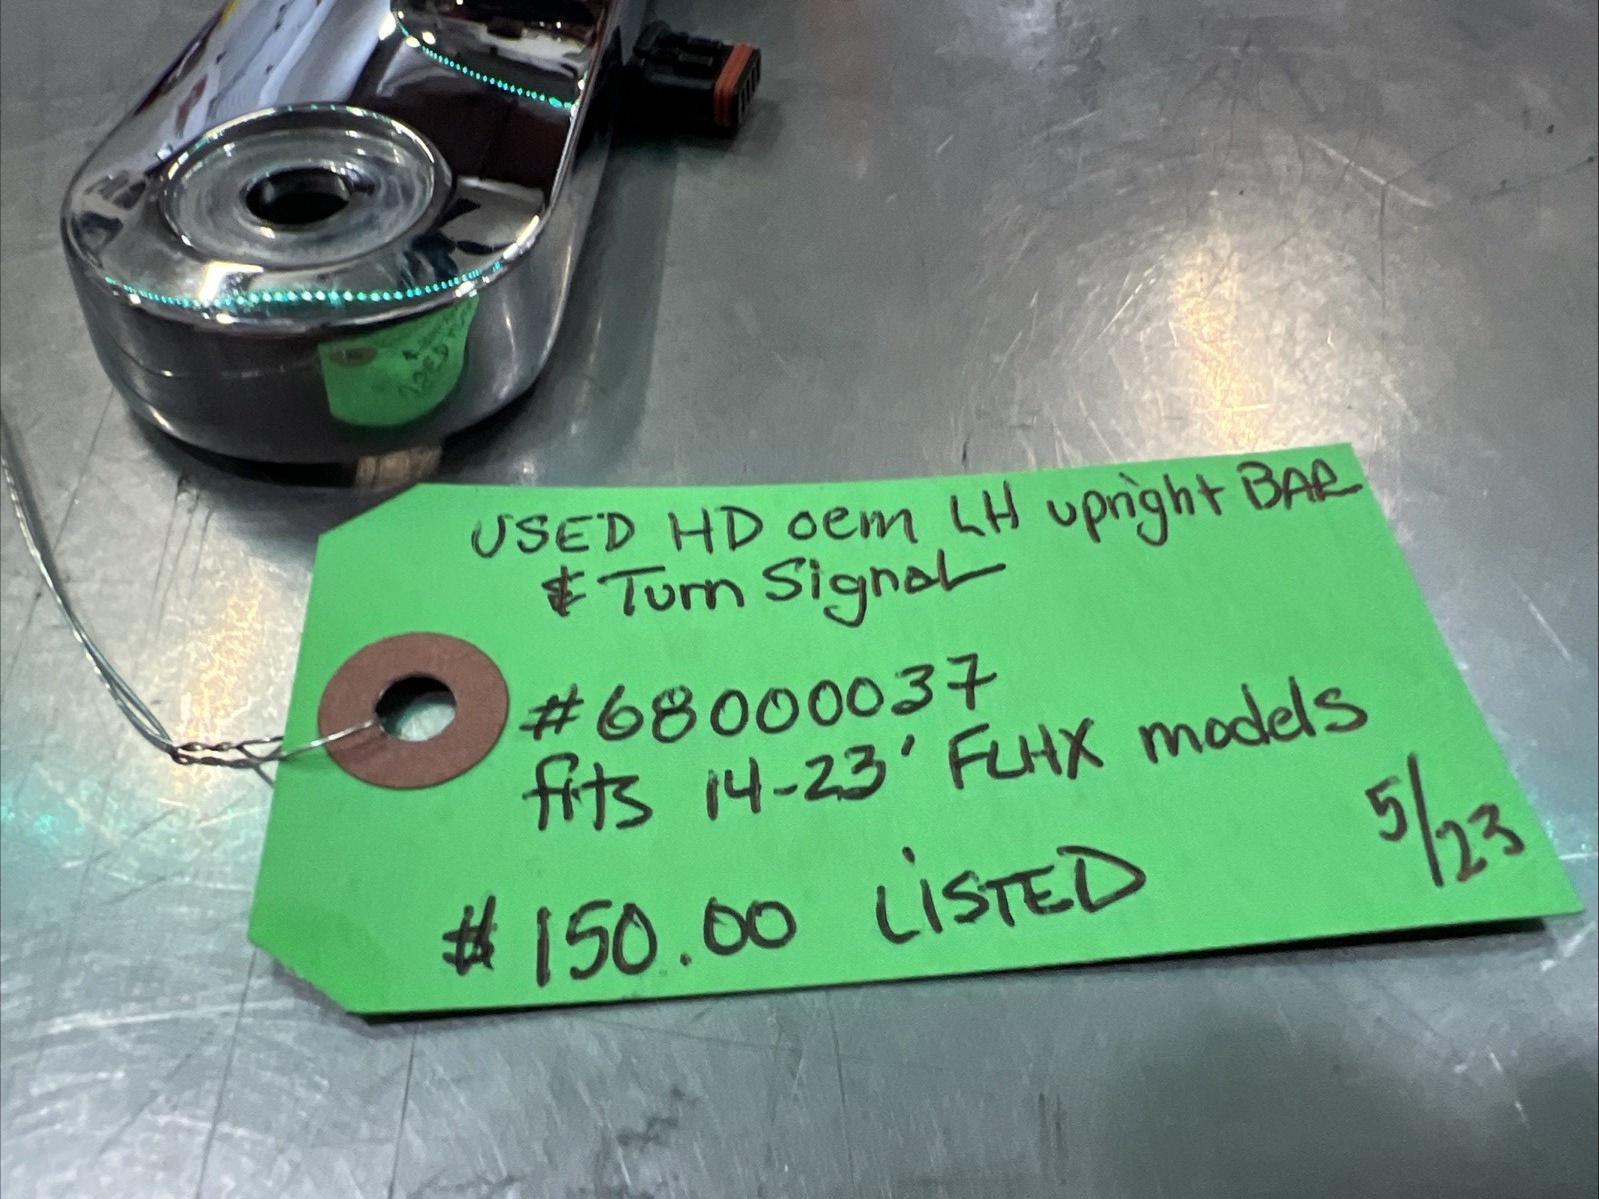 USED HD oem LH upright BAR
& Turn Signal
#68000037
fits 14-23' FLHX models
5/23
$150.00 LISTED